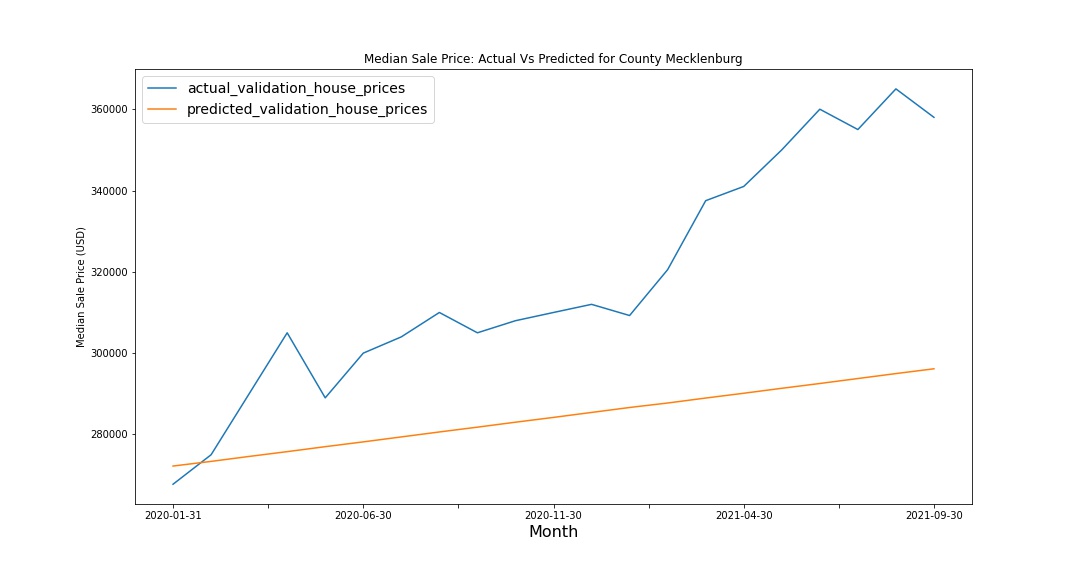 Median Sale Price: Actual Vs Predicted for County Mecklenburg
actual_validation_house_prices
predicted_validation_house_prices
Median Sale Price (USD)
360000
340000
320000
300000
280000
2020-01-31
2020-06-30
2020-11-30
2021-04-30
2021-09-30
Month